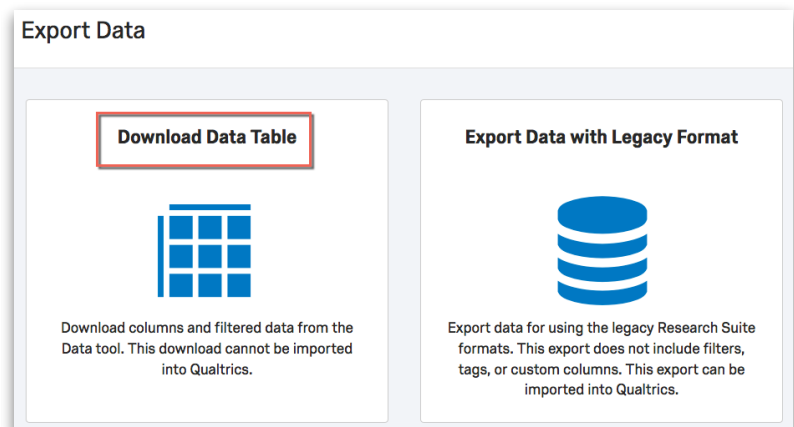 Export Data
Download Data Table
Download columns and filtered data from the
Data tool. This download cannot be imported
into Qualtrics.
Export Data with Legacy Format
Export data for using the legacy Research Suite
formats. This export does not include filters,
tags, or custom columns. This export can be
imported into Qualtrics.